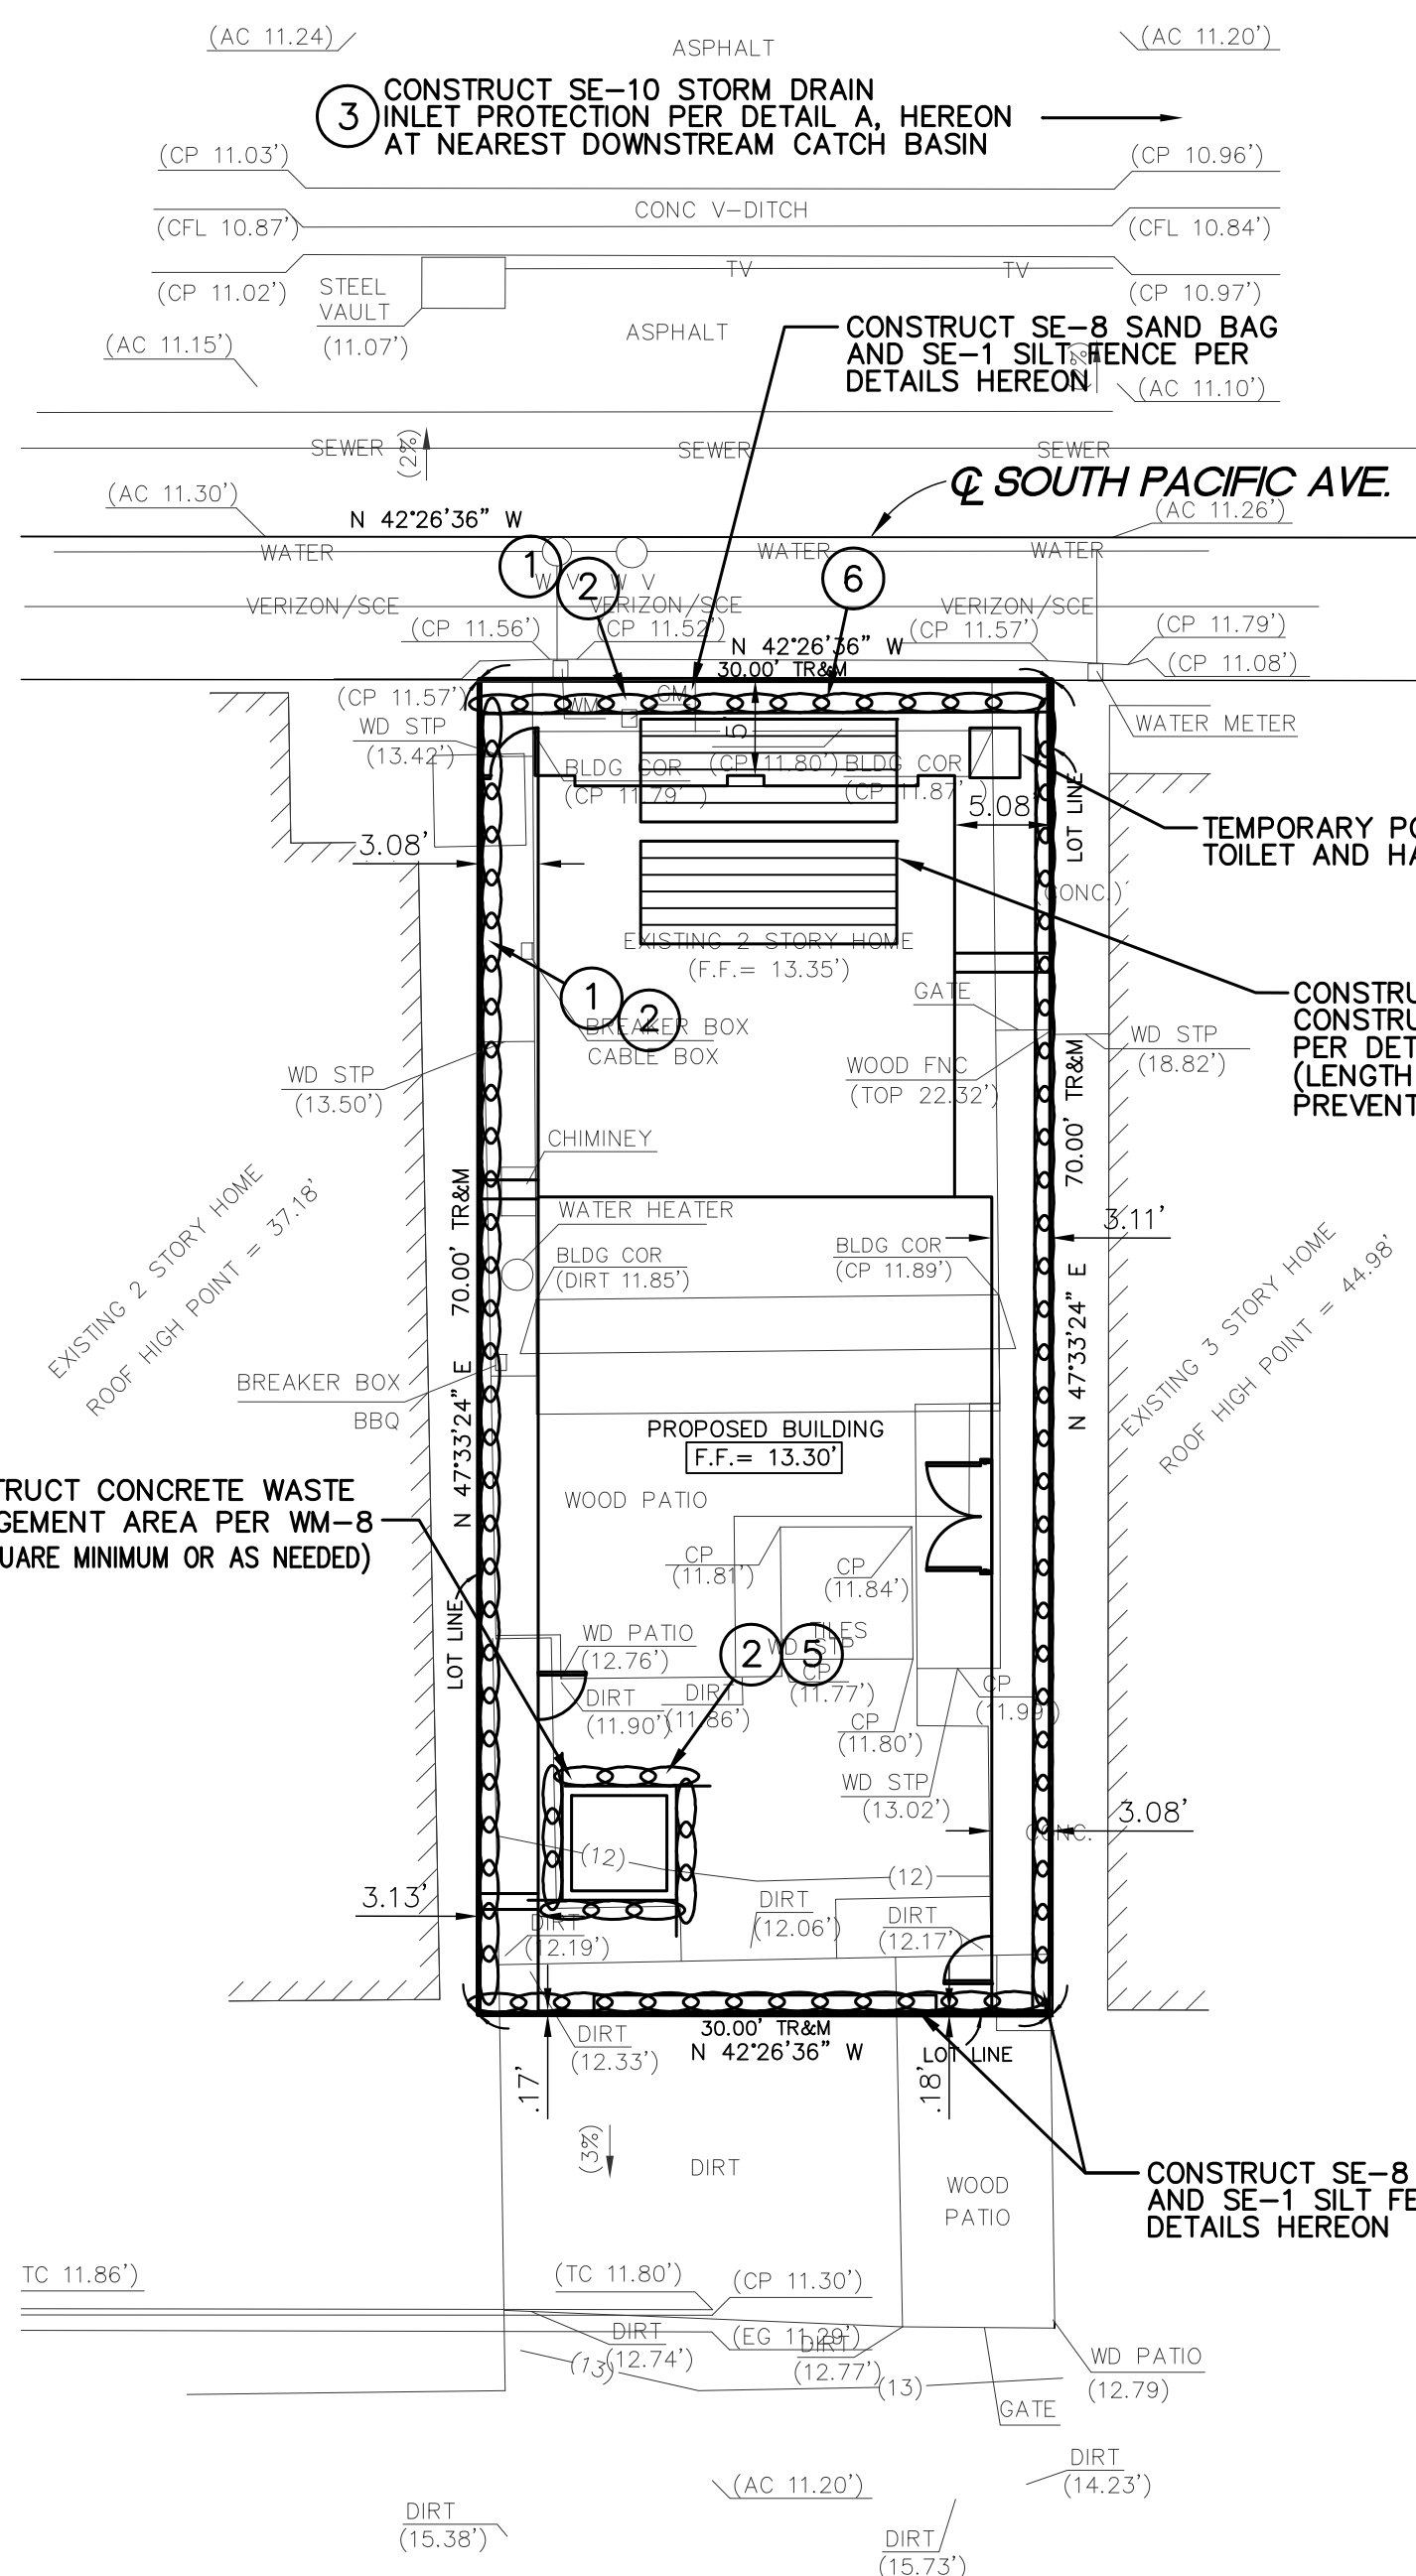 (AC 11.24)
ASPHALT
(AC 11.20')
3
CONSTRUCT SE-10 STORM DRAIN
INLET PROTECTION PER DETAIL A, HEREON
AT NEAREST DOWNSTREAM CATCH BASIN
(CP 11.03')
(CP 10.96')
CONC V-DITCH
(CFL 10.87')
(CFL 10.84')
TV
TV
(CP 11.02')
STEEL
VAULT
(11.07')
(CP 10.97')
ASPHALT
CONSTRUCT SE-8 SAND BAG
AND SE-1 SILT FENCE PER
DETAILS HEREON
(AC 11.15')
(2%)
(AC 11.10')
SEWER
(2%)
SEWER
SEWER
℄ SOUTH PACIFIC AVE.
(AC 11.30')
N 42°26'36" W
(AC 11.26')
WATER
WATER
WATER
1
2
6
W V
W V
VERIZON/SCE
VERIZON/SCE
VERIZON/SCE
(CP 11.56')
(CP 11.52')
(CP 11.57')
(CP 11.79')
N 42°26'36" W
30.00' TR&M
(CP 11.08')
(CP 11.57')
WM
CM
WD STP
(13.42')
5'
WATER METER
BLDG COR
(CP 11.79' )
(CP 11.80')
BLDG COR
(CP 11.87' )
5.08'
LOT LINE
3.08'
TEMPORARY PO
TOILET AND HA
(CONC.)
EXISTING 2 STORY HOME
(F.F.= 13.35')
1
2
GATE
CONSTRU
CONSTRU
PER DET
(LENGTH
PREVENT
BREAKER BOX
CABLE BOX
WD STP
(18.82')
WOOD FNC
(TOP 22.32')
WD STP
(13.50')
70.00' TR&M
CHIMINEY
70.00' TR&M
WATER HEATER
3.11'
BLDG COR
(DIRT 11.85')
BLDG COR
(CP 11.89')
EXISTING 2 STORY HOME
ROOF HIGH POINT = 37.18'
EXISTING 3 STORY HOME
ROOF HIGH POINT = 44.98'
N 47°33'24" E
N 47°33'24" E
BREAKER BOX
BBQ
PROPOSED BUILDING
F.F.= 13.30'
TRUCT CONCRETE WASTE
GEMENT AREA PER WM-8
UARE MINIMUM OR AS NEEDED)
WOOD PATIO
CP
(11.81')
CP
(11.84')
LOT LINE
WD PATIO
(12.76')
2
5
TILES
WD STP
CP
(11.77')
CP
(11.99')
DIRT
(11.90')
DIRT
(11.86')
CP
(11.80')
WD STP
(13.02')
3.08'
CONC.
(12)
(12)
3.13'
DIRT
(12.19')
DIRT
(12.06')
DIRT
(12.17')
30.00' TR&M
N 42°26'36" W
LOT LINE
DIRT
(12.33')
.17'
.18'
(3%)
DIRT
WOOD
PATIO
CONSTRUCT SE-8
AND SE-1 SILT FE
DETAILS HEREON
TC 11.86')
(TC 11.80')
(CP 11.30')
(EG 11.29')
DIRT
(12.74')
DIRT
(12.77')
WD PATIO
(12.79)
(13)
(13)
GATE
DIRT
(14.23')
(AC 11.20')
DIRT
(15.38')
DIRT
(15.73')